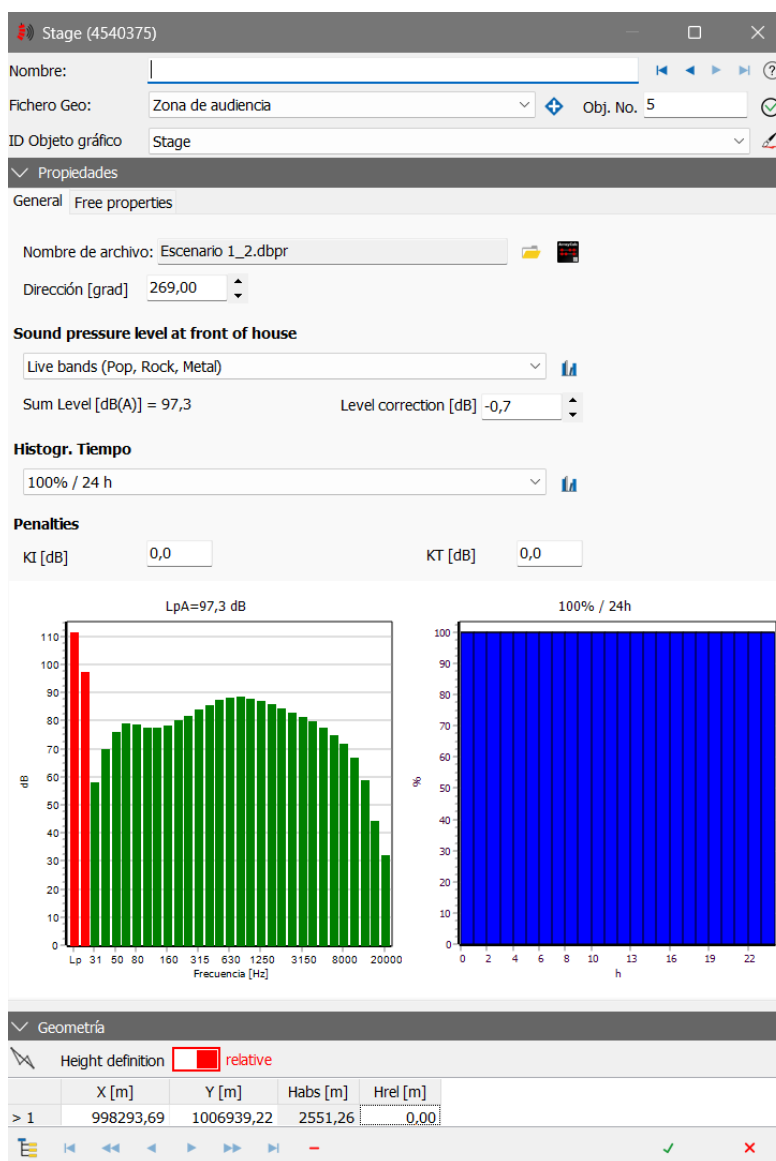 Stage (4540375)
Nombre:
Fichero Geo: Zona de audiencia Obj. No. 5
ID Objeto gráfico Stage
Propiedades
General Free properties
Nombre de archivo: Escenario 1_2.dbpr
Dirección [grad] 269,00
Sound pressure level at front of house
Live bands (Pop, Rock, Metal)
Sum Level [dB(A)] = 97,3 Level correction [dB] -0,7
Histogr. Tiempo
100% / 24 h
Penalties
KI [dB] 0,0 KT [dB] 0,0
LpA=97,3 dB
110
100
90
80
70
60
50
40
30
20
10
0
dB
Lp 31 50 80 160 315 630 1250 3150 8000 20000
Frecuencia [Hz]
100% / 24h
100
90
80
70
60
50
40
30
20
10
0
%
0 2 4 6 8 10 13 16 19 22
h
Geometría
Height definition relative
X [m] Y [m] Habs [m] Hrel [m]
> 1 998293,69 1006939,22 2551,26 0,00